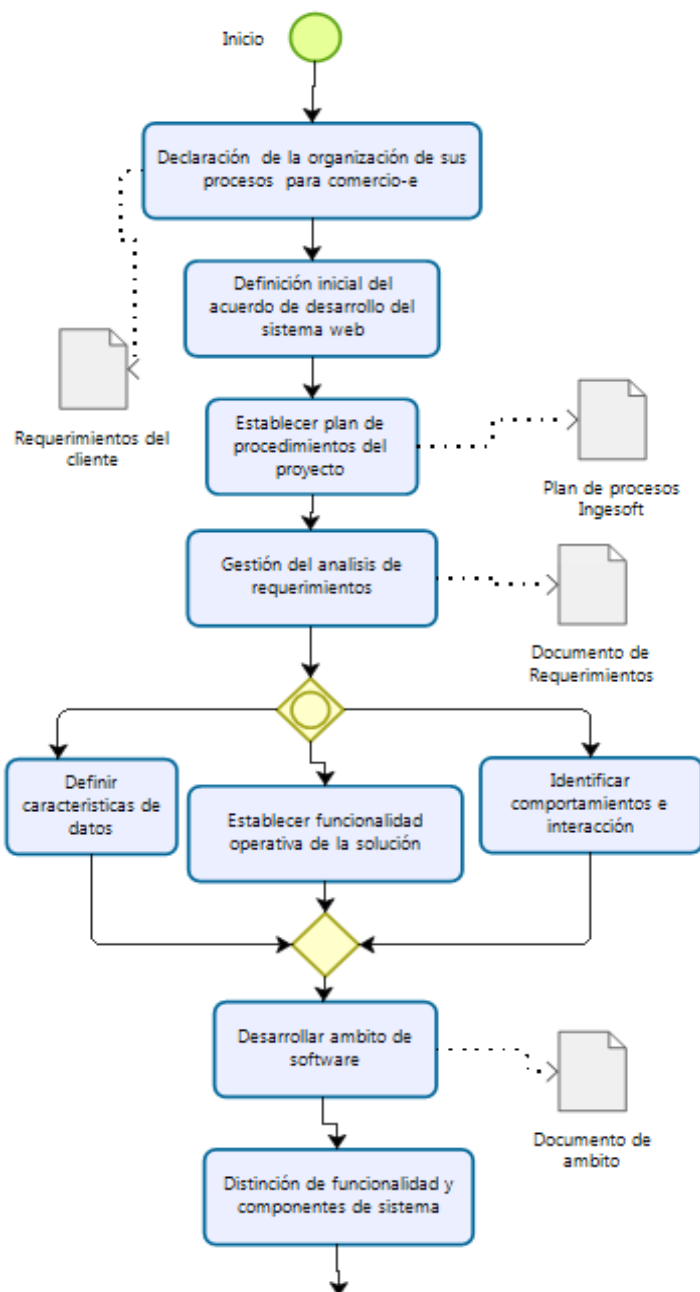 Inicio
Declaración de la organización de sus
procesos para comercio-e
Definición inicial del
acuerdo de desarrollo del
sistema web
Requerimientos del
cliente
Establecer plan de
procedimientos del
proyecto
Plan de procesos
Ingesoft
Gestión del analisis de
requerimientos
Documento de
Requerimientos
Definir
caracteristicas de
datos
Establecer funcionalidad
operativa de la solución
Identificar
comportamientos e
interacción
Desarrollar ambito de
software
Documento de
ambito
Distinción de funcionalidad y
componentes de sistema